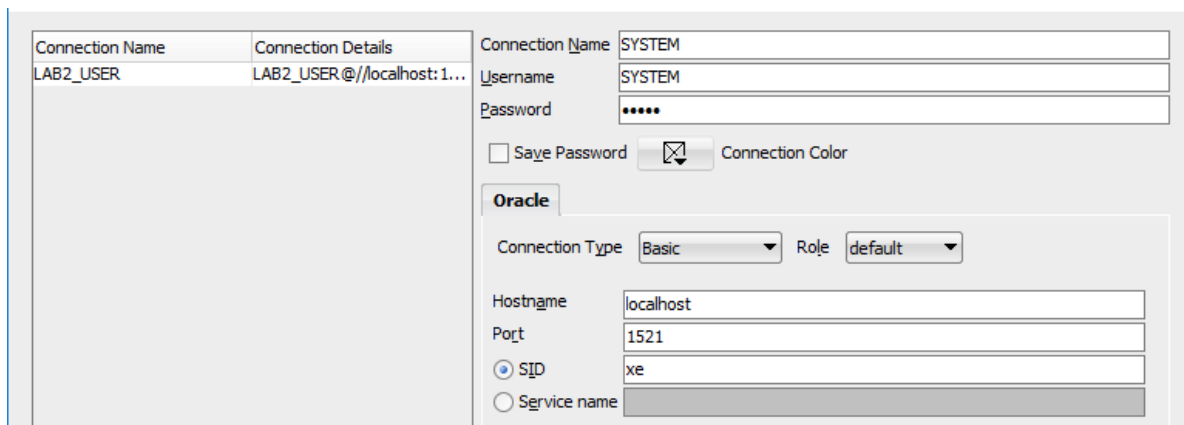 Connection Name Connection Details
LAB2_USER LAB2_USER@//localhost:1...
Connection Name SYSTEM
Username SYSTEM
Password •••••
Save Password Connection Color
Oracle
Connection Type Basic Role default
Hostname localhost
Port 1521
SID xe
Service name